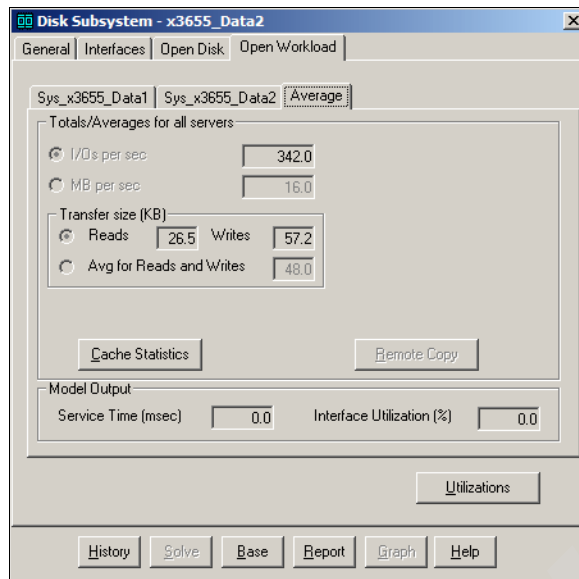 Disk Subsystem - x3655_Data2
General Interfaces Open Disk Open Workload
Sys_x3655_Data1 Sys_x3655_Data2 Average
Totals/Averages for all servers
I/Os per sec 342.0
MB per sec 16.0
Transfer size (KB)
Reads 26.5 Writes 57.2
Avg for Reads and Writes 48.0
Cache Statistics Remote Copy
Model Output
Service Time (msec) 0.0 Interface Utilization (%) 0.0
Utilizations
History Solve Base Report Graph Help